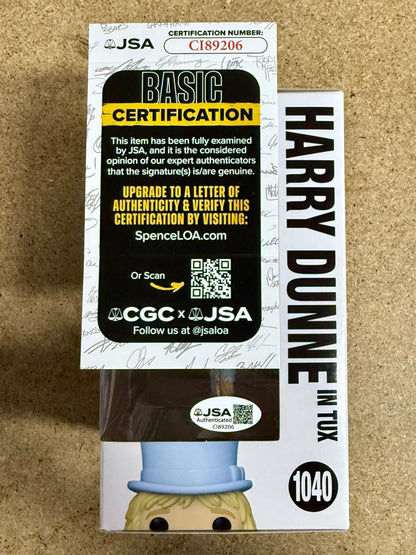 JSA
CERTIFICATION NUMBER:
CI89206
BASIC
CERTIFICATION
This item has been fully examined
by JSA, and it is the considered
opinion of our expert authenticators
that the signature(s) is/are genuine.
UPGRADE TO A LETTER OF
AUTHENTICITY & VERIFY THIS
CERTIFICATION BY VISITING:
SpenceLOA.com
Or Scan
CGC x JSA
Follow us at @jsaloa
JSA
Authenticated
CI89206
HARRY DUNNE
IN TUX
1040